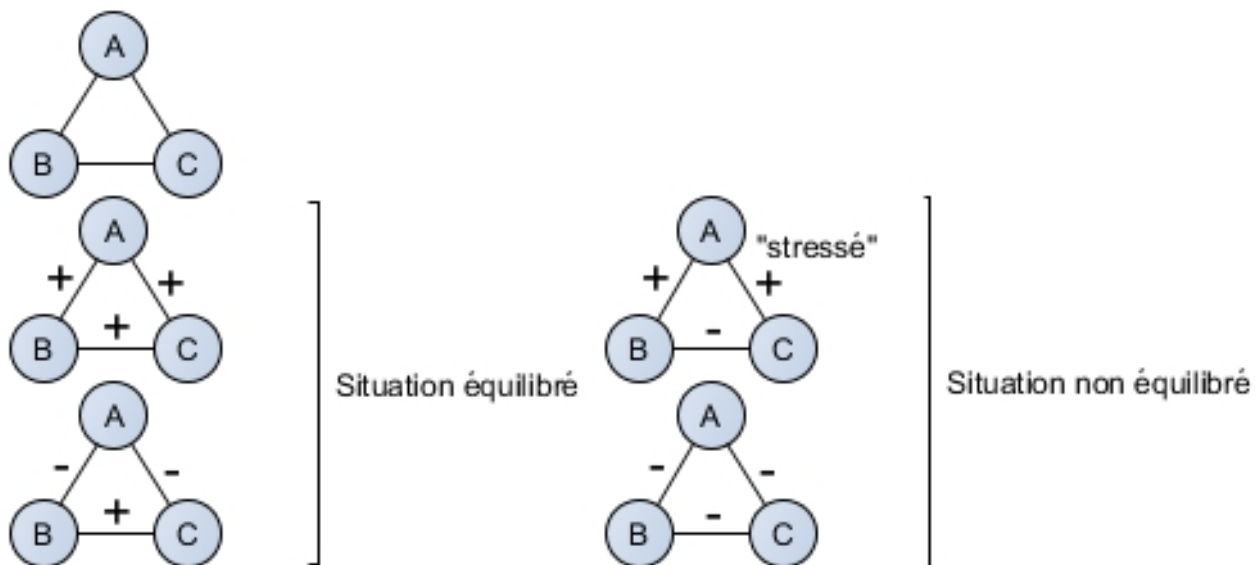 A
B C
A
+ +
+
B C
A
- -
+
B C
Situation équilibré
A
"stressé"
+ +
-
B C
A
- -
-
B C
Situation non équilibré